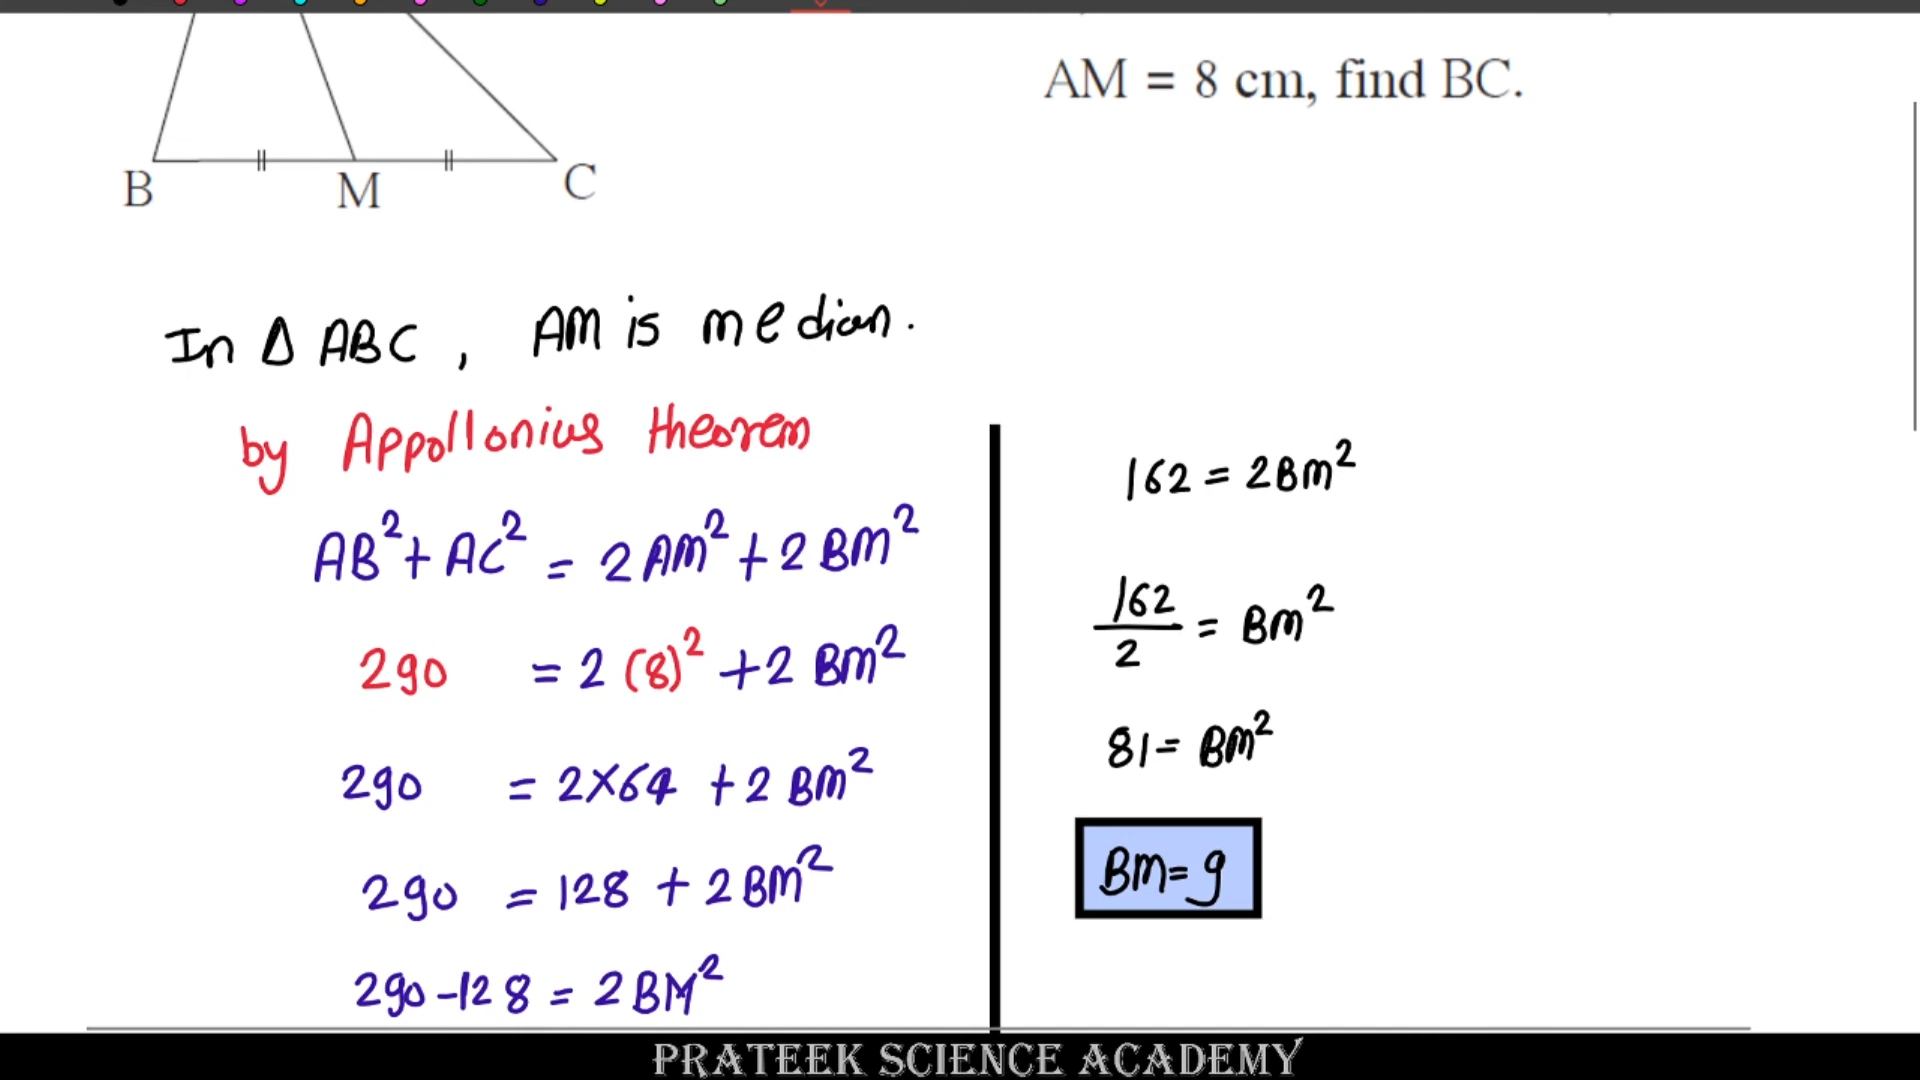 AM = 8 cm, find BC.
B M C
In Δ ABC, AM is median.
by Appollonius theorem
AB² + AC² = 2AM² + 2BM²
290 = 2(8)² + 2BM²
290 = 2×64 + 2BM²
290 = 128 + 2BM²
290-128 = 2BM²
162 = 2BM²
162/2 = BM²
81 = BM²
BM = 9
PRATEEK SCIENCE ACADEMY